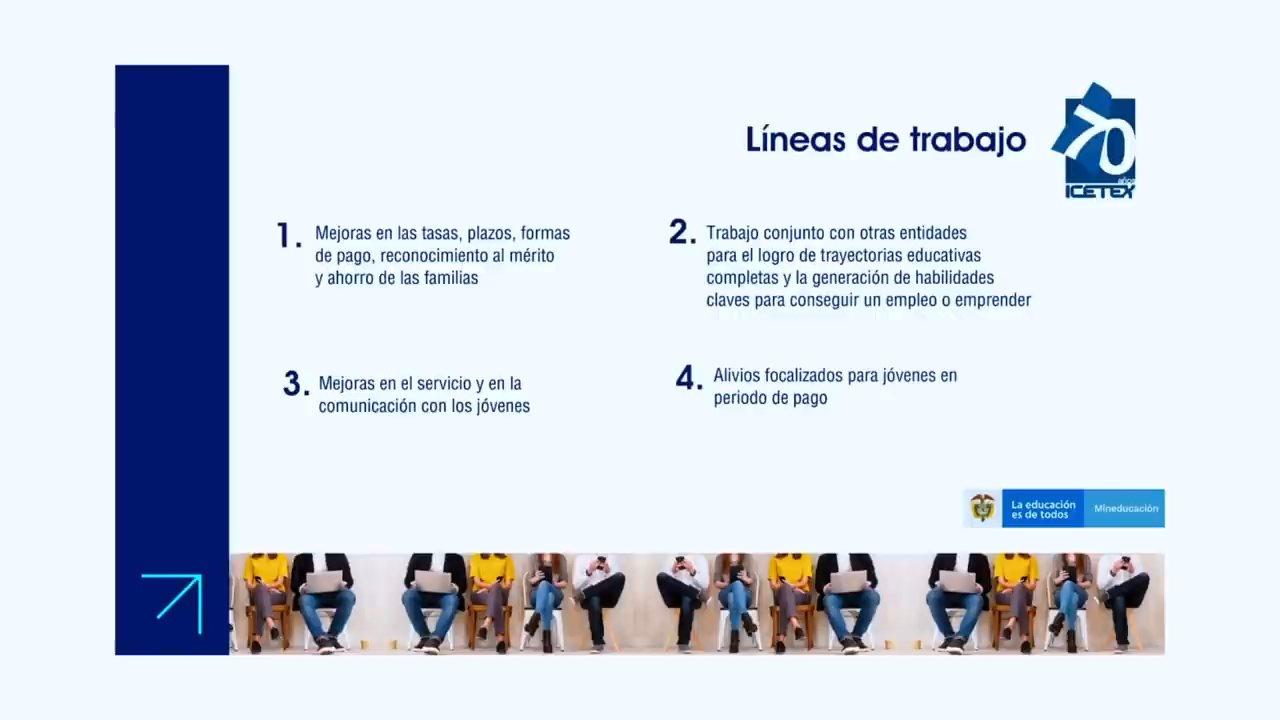 Líneas de trabajo
70
años
ICETEX
1. Mejoras en las tasas, plazos, formas
de pago, reconocimiento al mérito
y ahorro de las familias
2. Trabajo conjunto con otras entidades
para el logro de trayectorias educativas
completas y la generación de habilidades
claves para conseguir un empleo o emprender
3. Mejoras en el servicio y en la
comunicación con los jóvenes
4. Alivios focalizados para jóvenes en
periodo de pago
La educación
es de todos
Mineducación